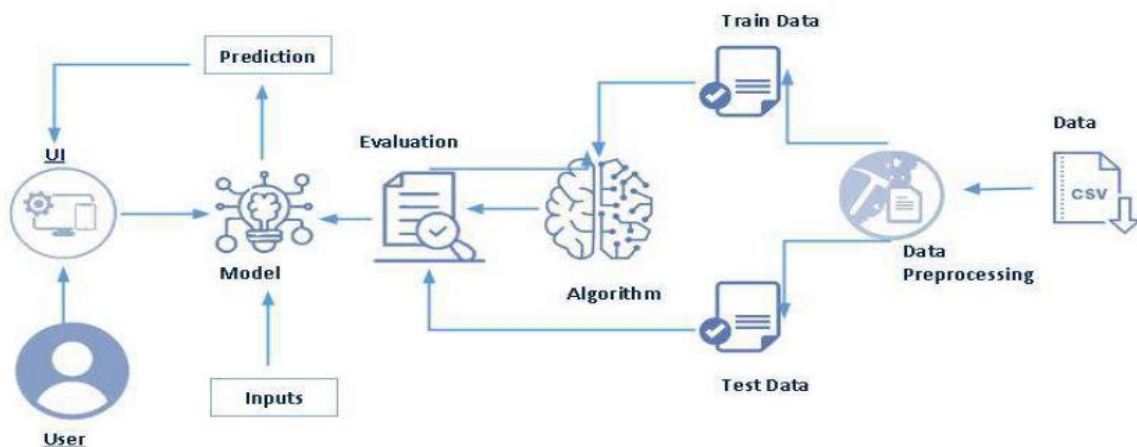 Train Data
Prediction
Evaluation
Data
UI
CSV
Model
Algorithm
Data
Preprocessing
Inputs
Test Data
User